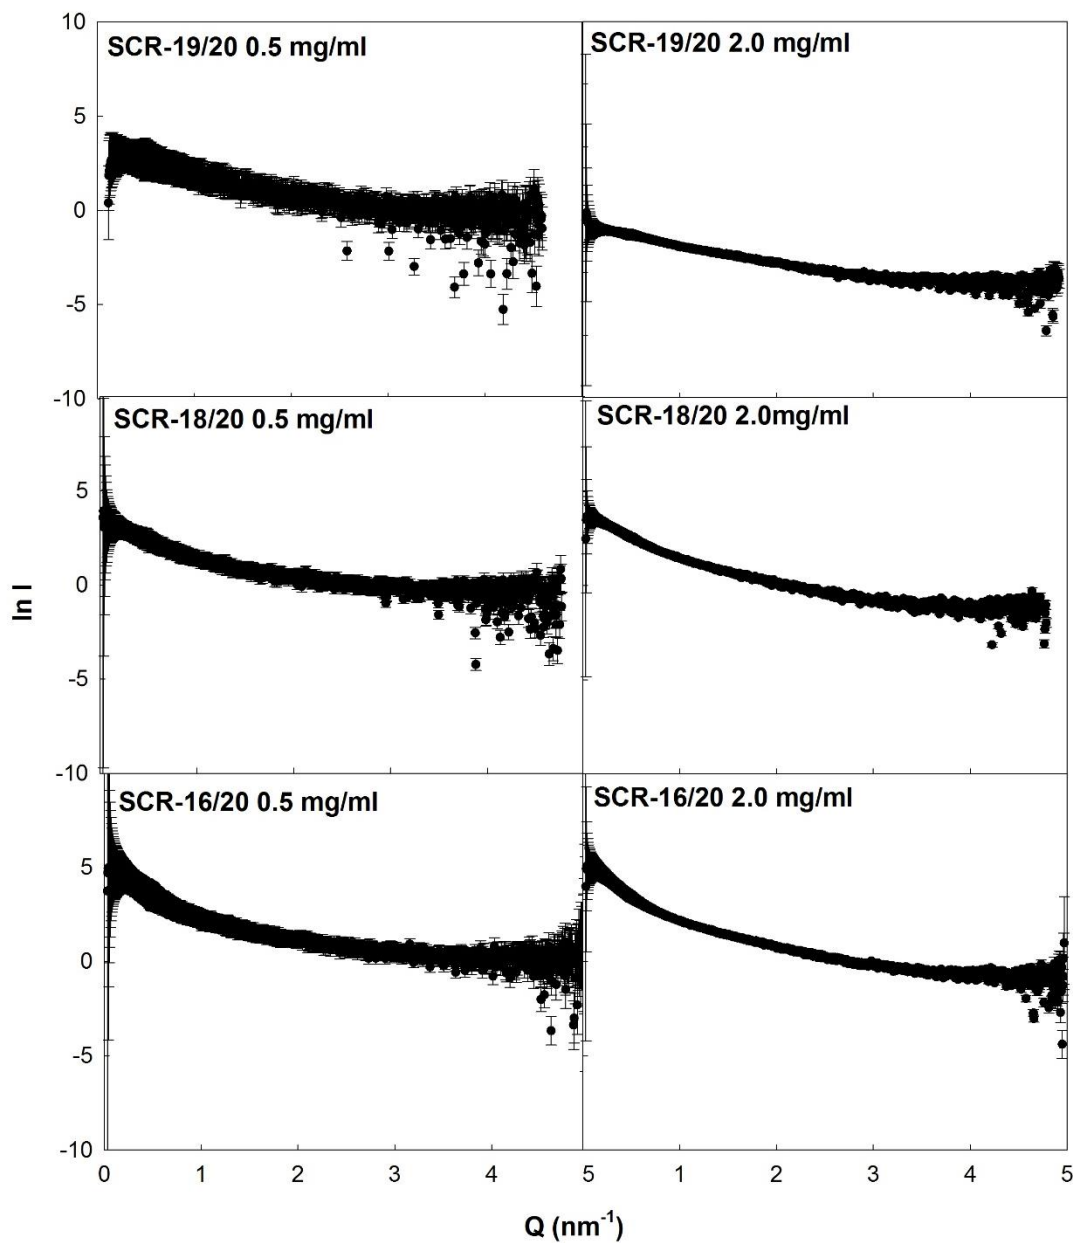 10
SCR-19/20 0.5 mg/ml
SCR-19/20 2.0 mg/ml
5
0
-5
-10
SCR-18/20 0.5 mg/ml
SCR-18/20 2.0mg/ml
5
0
-5
-10
SCR-16/20 0.5 mg/ml
SCR-16/20 2.0 mg/ml
5
0
-5
-10
ln I
0 1 2 3 4 5 1 2 3 4 5
Q (nm⁻¹)